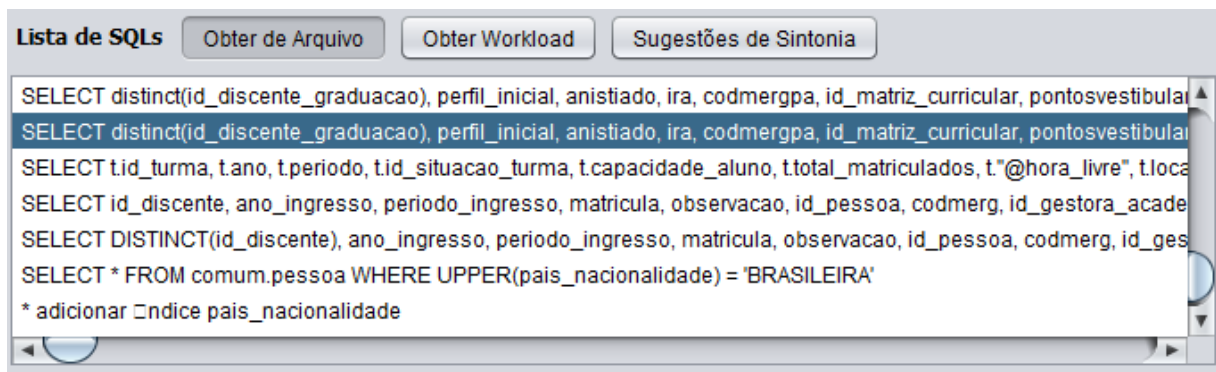 Lista de SQLs Obter de Arquivo Obter Workload Sugestões de Sintonia
SELECT distinct(id_discente_graduacao), perfil_inicial, anistiado, ira, codmergpa, id_matriz_curricular, pontosvestibular
SELECT distinct(id_discente_graduacao), perfil_inicial, anistiado, ira, codmergpa, id_matriz_curricular, pontosvestibular
SELECT t.id_turma, t.ano, t.periodo, t.id_situacao_turma, t.capacidade_aluno, t.total_matriculados, t."@hora_livre", t.loca
SELECT id_discente, ano_ingresso, periodo_ingresso, matricula, observacao, id_pessoa, codmerg, id_gestora_acade
SELECT DISTINCT(id_discente), ano_ingresso, periodo_ingresso, matricula, observacao, id_pessoa, codmerg, id_ges
SELECT * FROM comum.pessoa WHERE UPPER(pais_nacionalidade) = 'BRASILEIRA'
* adicionar □ndice pais_nacionalidade